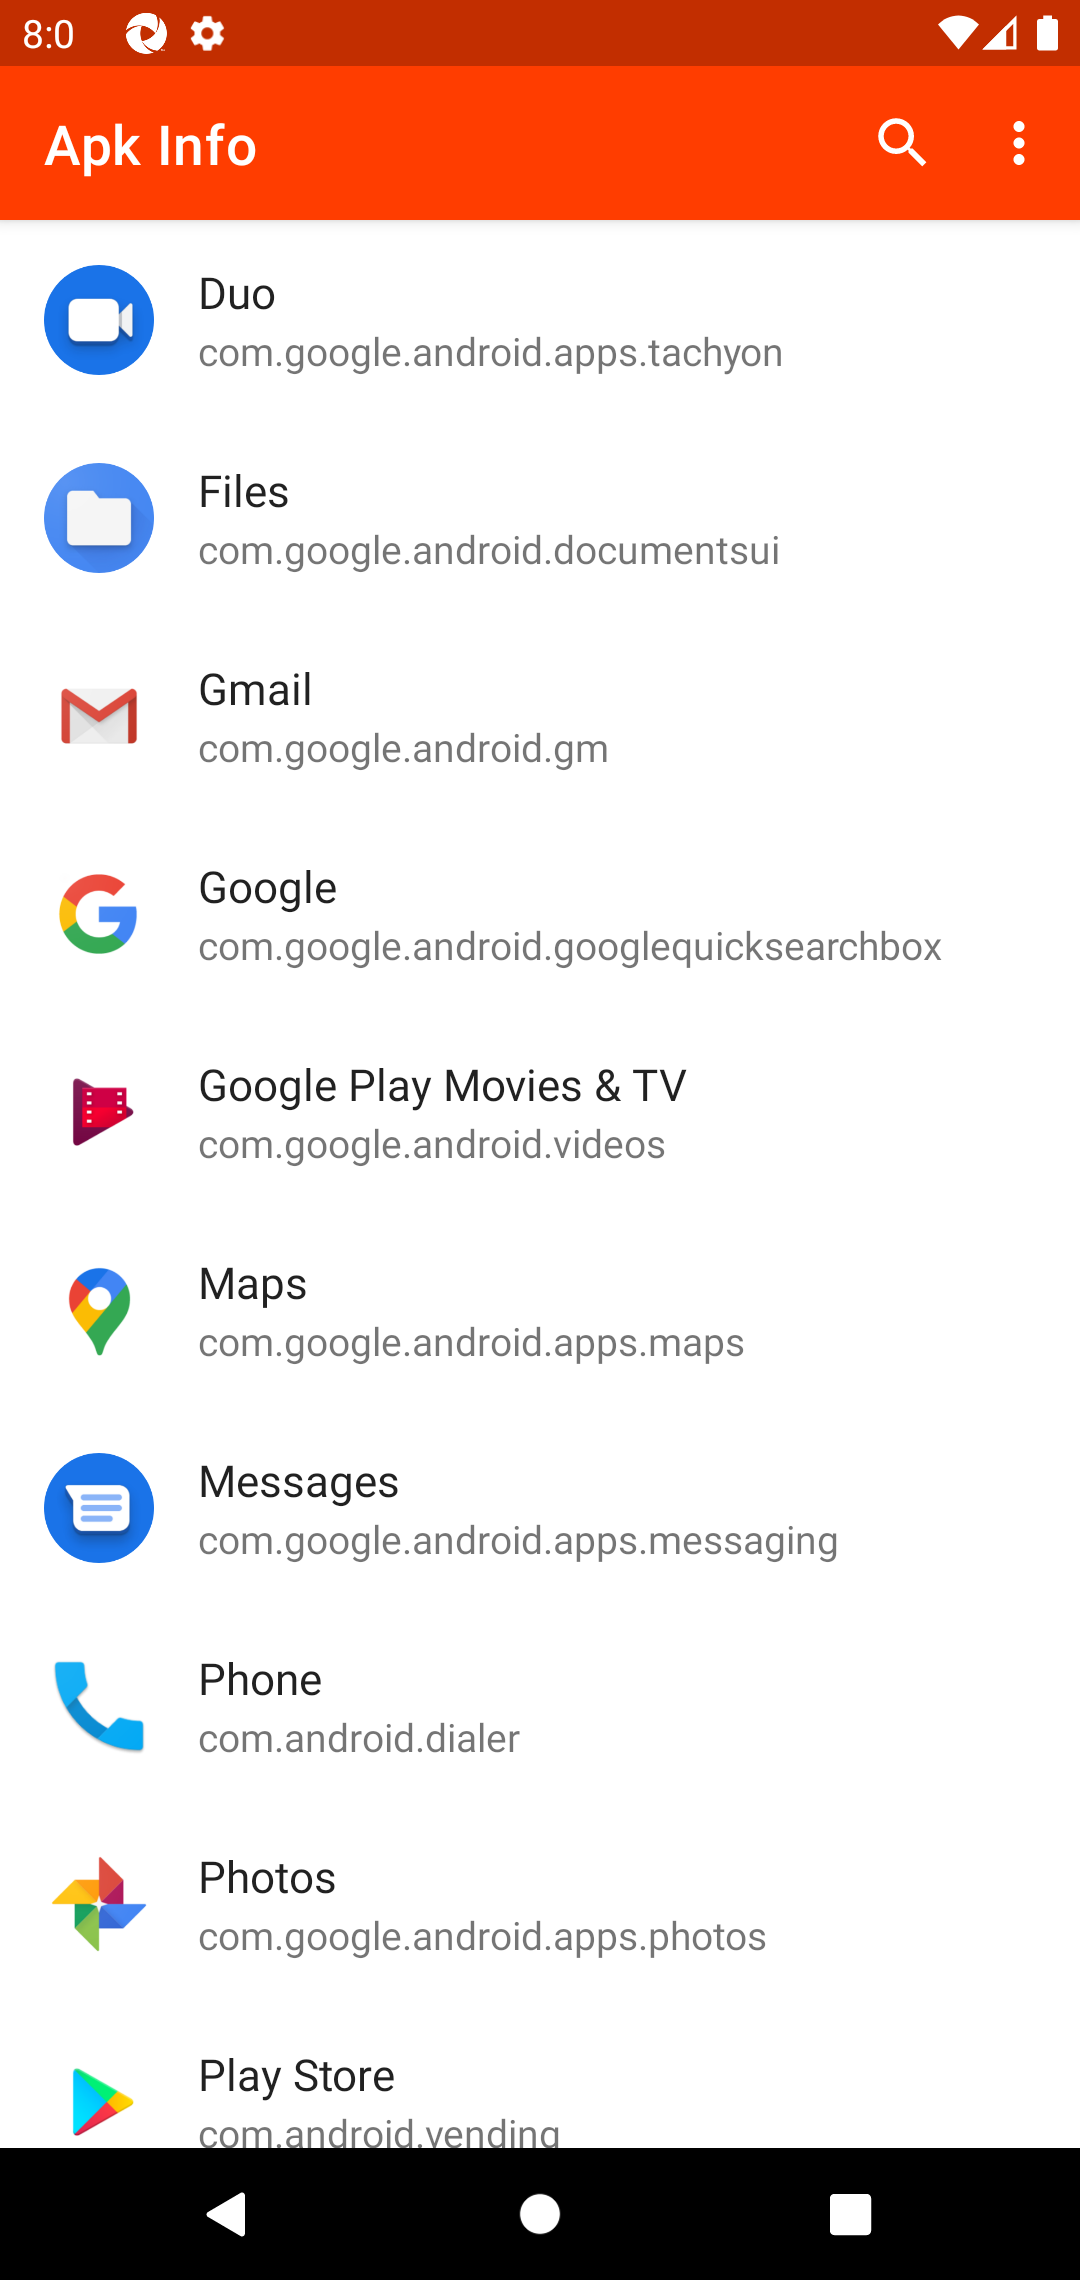 8:0
Apk Info
Duo
com.google.android.apps.tachyon
Files
com.google.android.documentsui
Gmail
com.google.android.gm
Google
com.google.android.googlequicksearchbox
Google Play Movies & TV
com.google.android.videos
Maps
com.google.android.apps.maps
Messages
com.google.android.apps.messaging
Phone
com.android.dialer
Photos
com.google.android.apps.photos
Play Store
com.android.vending